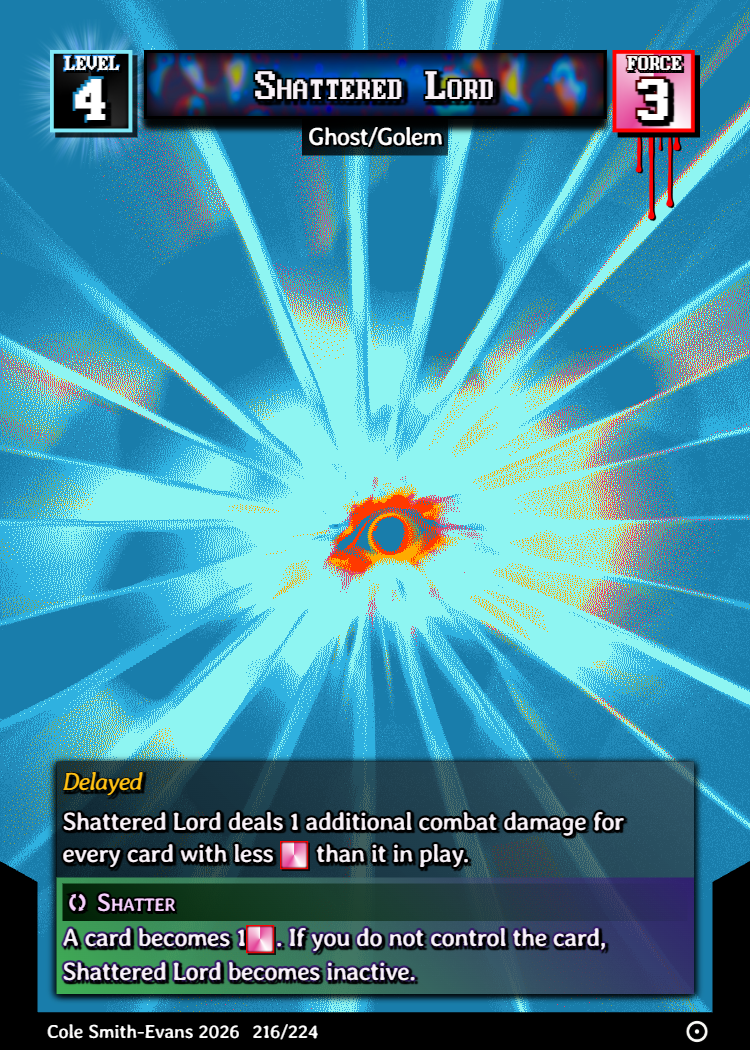 LEVEL
4
Shattered Lord
FORCE
3
Ghost/Golem
Delayed
Shattered Lord deals 1 additional combat damage for
every card with less than it in play.
Shatter
A card becomes 1. If you do not control the card,
Shattered Lord becomes inactive.
Cole Smith-Evans 2026 216/224